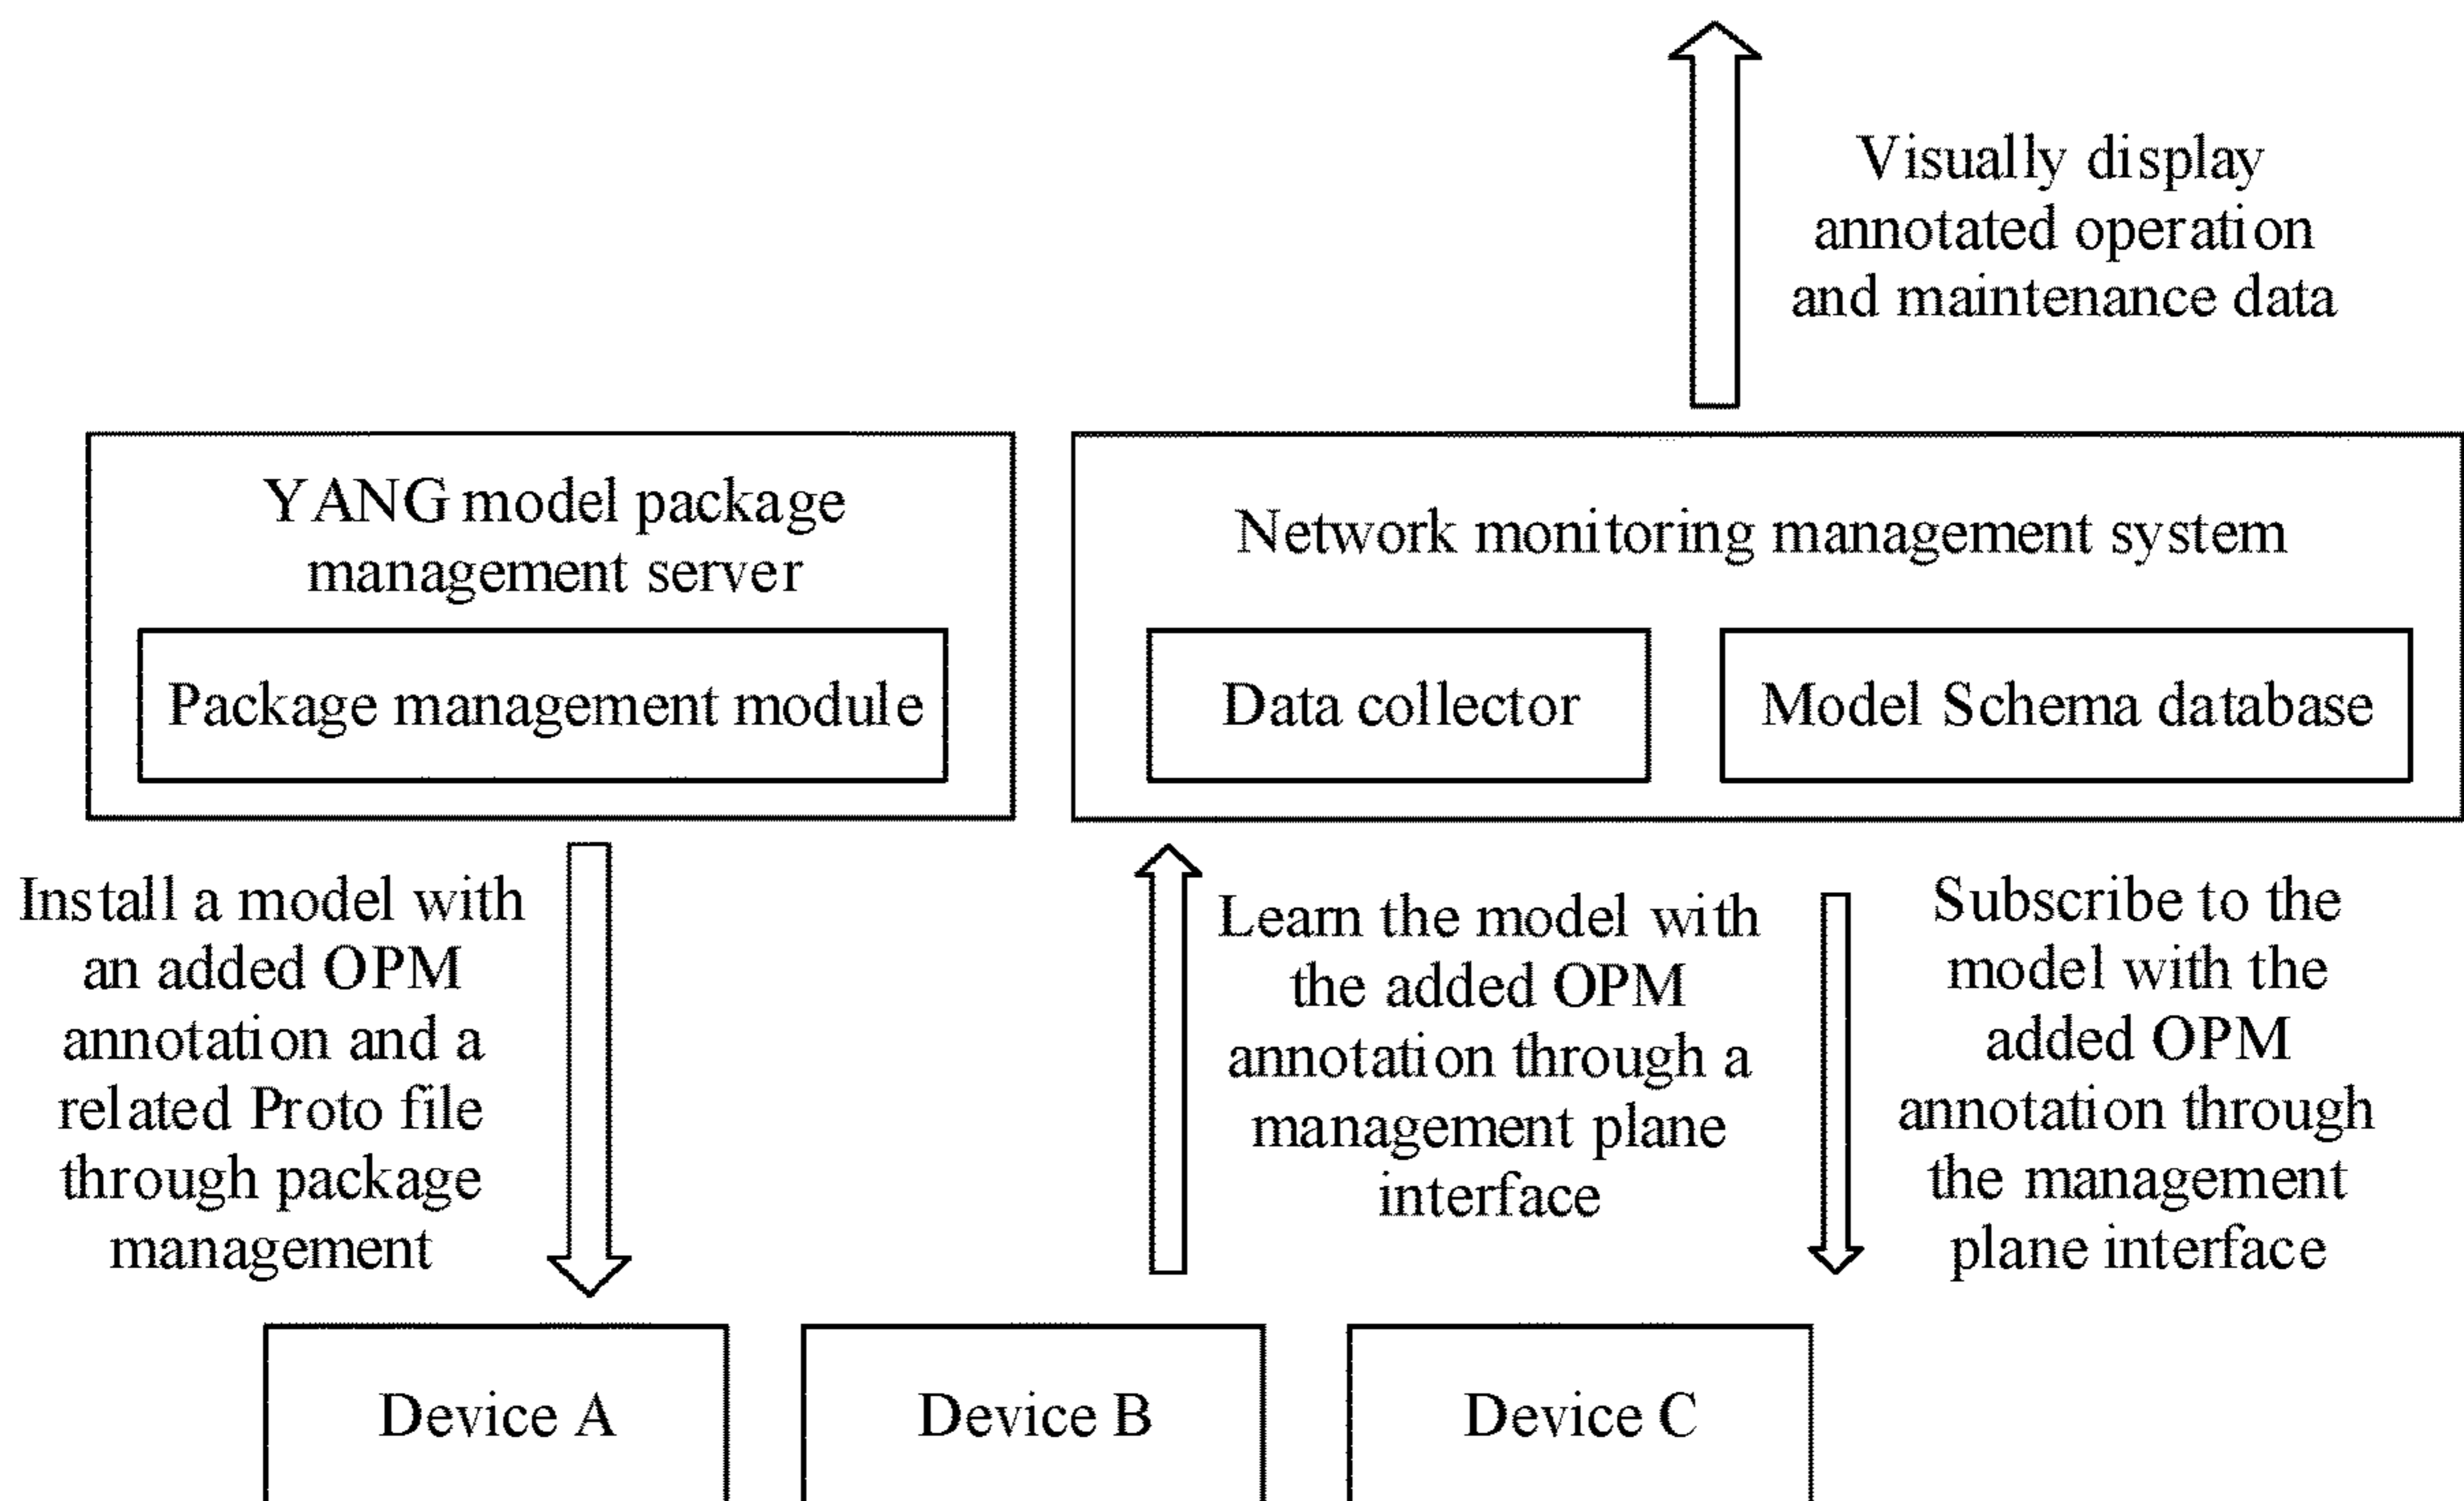 Visually display
annotated operation
and maintenance data
YANG model package
management server
Package management module
Network monitoring management system
Data collector
Model Schema database
Install a model with
an added OPM
annotation and a
related Proto file
through package
management
Learn the model with
the added OPM
annotation through a
management plane
interface
Subscribe to the
model with the
added OPM
annotation through
the management
plane interface
Device A
Device B
Device C